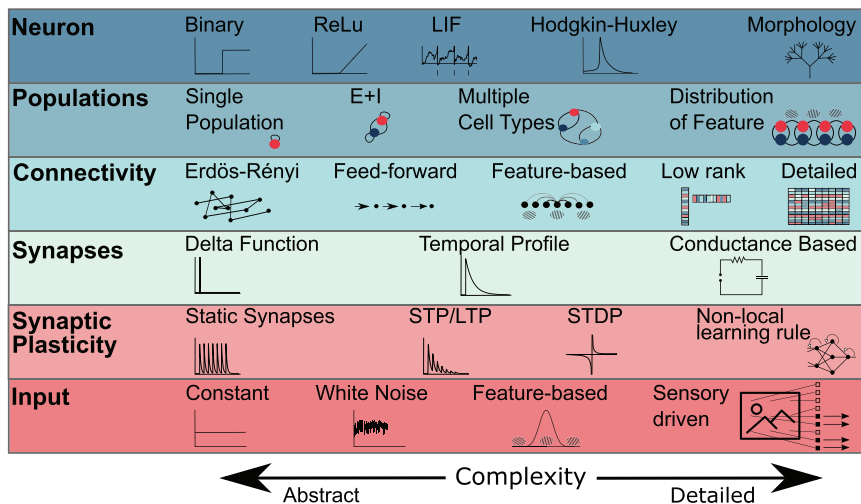 Neuron
Binary
ReLu
LIF
Hodgkin-Huxley
Morphology
Populations
Single
Population
E+I
Multiple
Cell Types
Distribution
of Feature
Connectivity
Erdös-Rényi
Feed-forward
Feature-based
Low rank
Detailed
Synapses
Delta Function
Temporal Profile
Conductance Based
Synaptic
Plasticity
Static Synapses
STP/LTP
STDP
Non-local
learning rule
Input
Constant
White Noise
Feature-based
Sensory
driven
Complexity
Abstract
Detailed